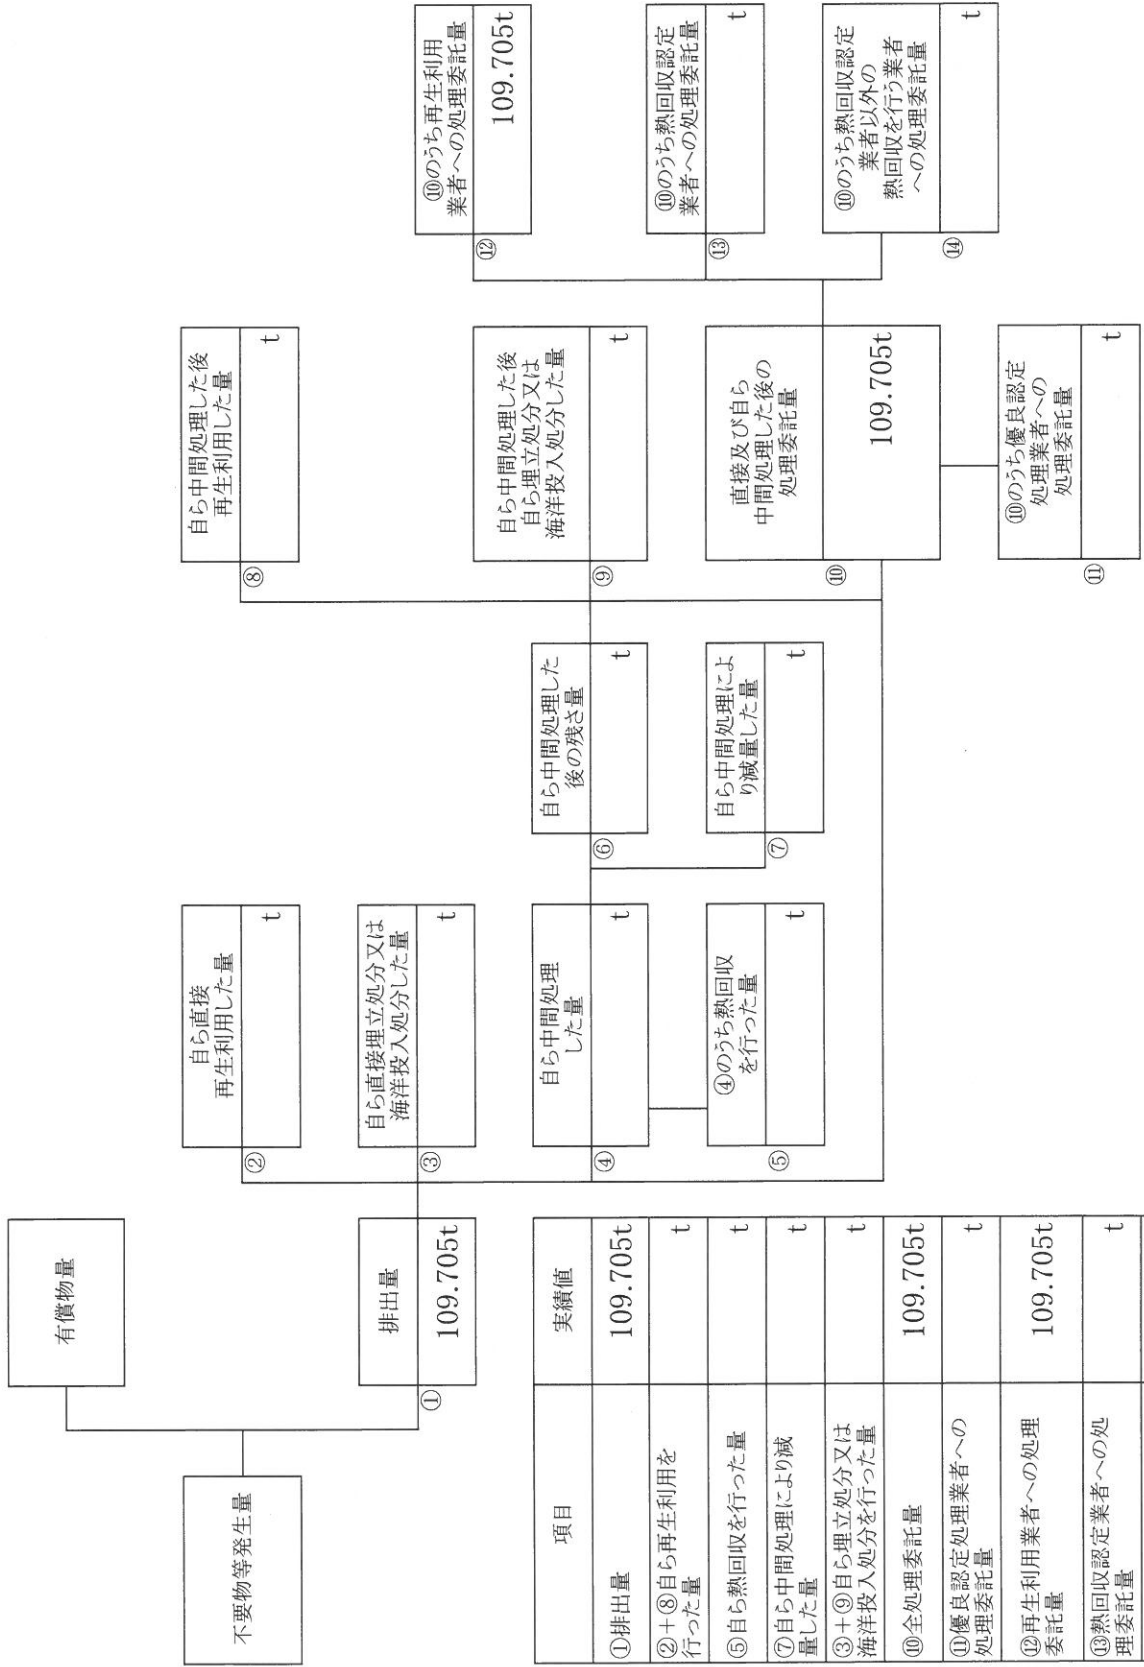 有償物量
不要物等発生量
排出量
①
109.705t
②
自ら直接
再生利用した量
t
③
自ら直接埋立処分又は
海洋投入処分した量
t
④
自ら中間処理
した量
t
⑤
④のうち熱回収
を行った量
t
⑥
自ら中間処理した
後の残さ量
t
⑦
自ら中間処理によ
り減量した量
t
⑧
自ら中間処理した後
再生利用した量
t
⑨
自ら中間処理した後
自ら埋立処分又は
海洋投入処分した量
t
⑩
直接及び自ら
中間処理した後の
処理委託量
109.705t
⑪
⑩のうち優良認定
処理業者への
処理委託量
t
⑫
⑩のうち再生利用
業者への処理委託量
109.705t
⑬
⑩のうち熱回収認定
業者への処理委託量
t
⑭
⑩のうち熱回収認定
業者以外の
熱回収を行う業者
への処理委託量
t
項目
実績値
①排出量
109.705t
②+⑧自ら再生利用を
行った量
t
⑤自ら熱回収を行った量
t
⑦自ら中間処理により減
量した量
t
③+⑨自ら埋立処分又は
海洋投入処分を行った量
t
⑩全処理委託量
109.705t
⑪優良認定処理業者への
処理委託量
t
⑫再生利用業者への処理
委託量
109.705t
⑬熱回収認定業者への処
理委託量
t